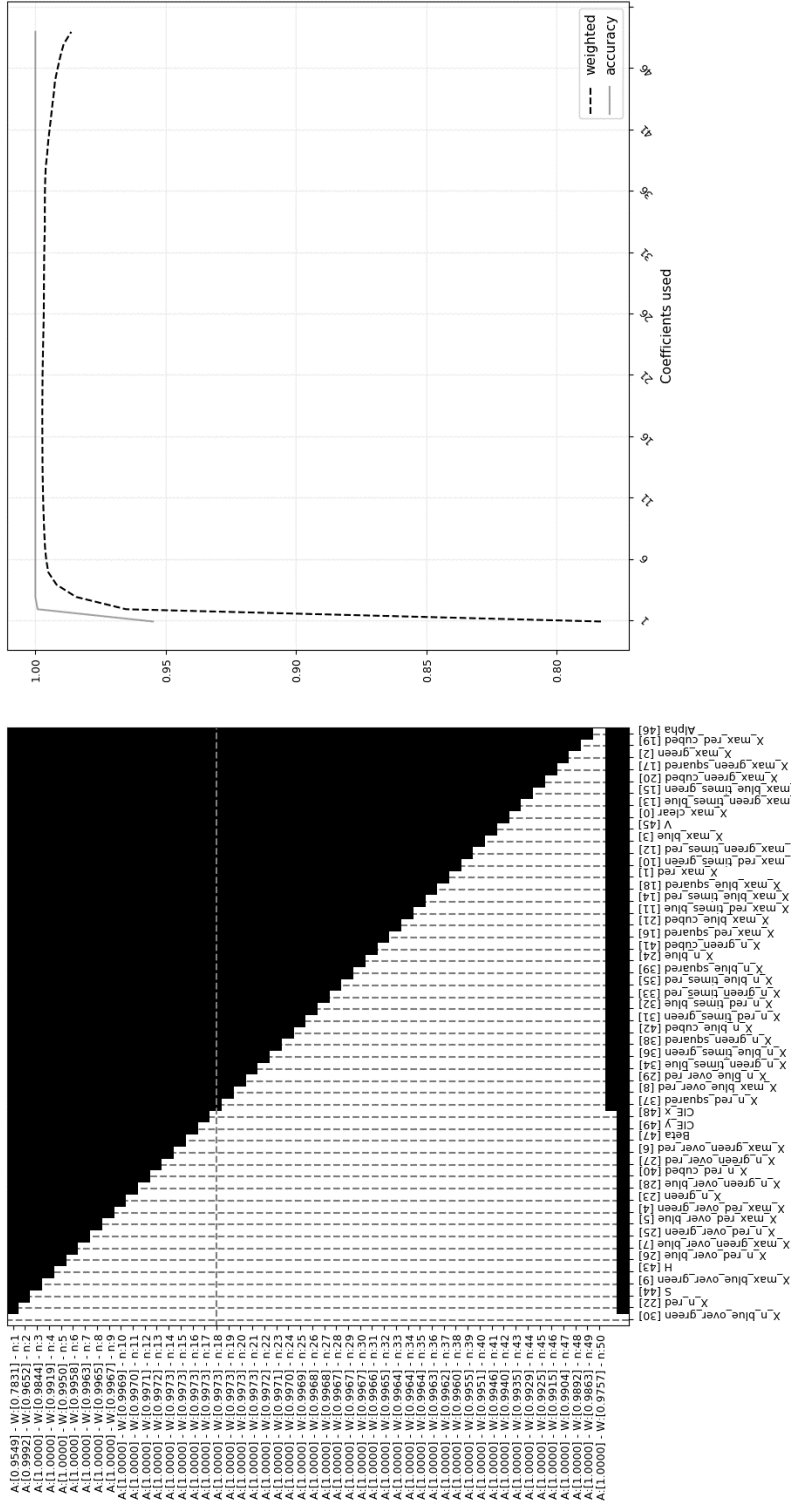 A:[0.9549] - W:[0.7831] - n:1
A:[0.9992] - W:[0.9652] - n:2
A:[1.0000] - W:[0.9844] - n:3
A:[1.0000] - W:[0.9919] - n:4
A:[1.0000] - W:[0.9950] - n:5
A:[1.0000] - W:[0.9958] - n:6
A:[1.0000] - W:[0.9963] - n:7
A:[1.0000] - W:[0.9965] - n:8
A:[1.0000] - W:[0.9967] - n:9
A:[1.0000] - W:[0.9969] - n:10
A:[1.0000] - W:[0.9970] - n:11
A:[1.0000] - W:[0.9971] - n:12
A:[1.0000] - W:[0.9972] - n:13
A:[1.0000] - W:[0.9973] - n:14
A:[1.0000] - W:[0.9973] - n:15
A:[1.0000] - W:[0.9973] - n:16
A:[1.0000] - W:[0.9973] - n:17
A:[1.0000] - W:[0.9973] - n:18
A:[1.0000] - W:[0.9973] - n:19
A:[1.0000] - W:[0.9973] - n:20
A:[1.0000] - W:[0.9973] - n:21
A:[1.0000] - W:[0.9972] - n:22
A:[1.0000] - W:[0.9971] - n:23
A:[1.0000] - W:[0.9970] - n:24
A:[1.0000] - W:[0.9969] - n:25
A:[1.0000] - W:[0.9968] - n:26
A:[1.0000] - W:[0.9968] - n:27
A:[1.0000] - W:[0.9967] - n:28
A:[1.0000] - W:[0.9967] - n:29
A:[1.0000] - W:[0.9967] - n:30
A:[1.0000] - W:[0.9966] - n:31
A:[1.0000] - W:[0.9965] - n:32
A:[1.0000] - W:[0.9964] - n:33
A:[1.0000] - W:[0.9964] - n:34
A:[1.0000] - W:[0.9964] - n:35
A:[1.0000] - W:[0.9963] - n:36
A:[1.0000] - W:[0.9962] - n:37
A:[1.0000] - W:[0.9960] - n:38
A:[1.0000] - W:[0.9955] - n:39
A:[1.0000] - W:[0.9951] - n:40
A:[1.0000] - W:[0.9946] - n:41
A:[1.0000] - W:[0.9940] - n:42
A:[1.0000] - W:[0.9935] - n:43
A:[1.0000] - W:[0.9929] - n:44
A:[1.0000] - W:[0.9925] - n:45
A:[1.0000] - W:[0.9915] - n:46
A:[1.0000] - W:[0.9904] - n:47
A:[1.0000] - W:[0.9892] - n:48
A:[1.0000] - W:[0.9863] - n:49
A:[1.0000] - W:[0.9757] - n:50
X_n_blue_over_green [30]
X_n_red [22]
S [44]
X_max_blue_over_green [9]
H [43]
X_n_red_over_blue [26]
X_max_green_over_blue [7]
X_n_red_over_green [25]
X_max_red_over_blue [5]
X_max_red_over_green [4]
X_n_green [23]
X_n_green_over_blue [28]
X_n_red_cubed [40]
X_n_green_over_red [27]
X_max_green_over_red [6]
Beta [47]
CIE_y [49]
CIE_x [48]
X_n_red_squared [37]
X_max_blue_over_red [8]
X_n_blue_over_red [29]
X_n_green_times_blue [34]
X_n_blue_times_green [36]
X_n_green_squared [38]
X_n_blue_cubed [42]
X_n_red_times_green [31]
X_n_red_times_blue [32]
X_n_green_times_red [33]
X_n_blue_times_red [35]
X_n_blue_squared [39]
X_n_blue [24]
X_n_green_cubed [41]
X_max_red_squared [16]
X_max_blue_cubed [21]
X_max_red_times_blue [11]
X_max_blue_times_red [14]
X_max_blue_squared [18]
X_max_red [1]
max_red_times_green [10]
max_green_times_red [12]
X_max_blue [3]
V [45]
X_max_clear [0]
max_green_times_blue [13]
max_blue_times_green [15]
X_max_green_cubed [20]
X_max_green_squared [17]
X_max_green [2]
X_max_red_cubed [19]
Alpha [46]
1.00
0.95
0.90
0.85
0.80
1
6
11
16
21
26
31
36
41
46
Coefficients used
weighted
accuracy